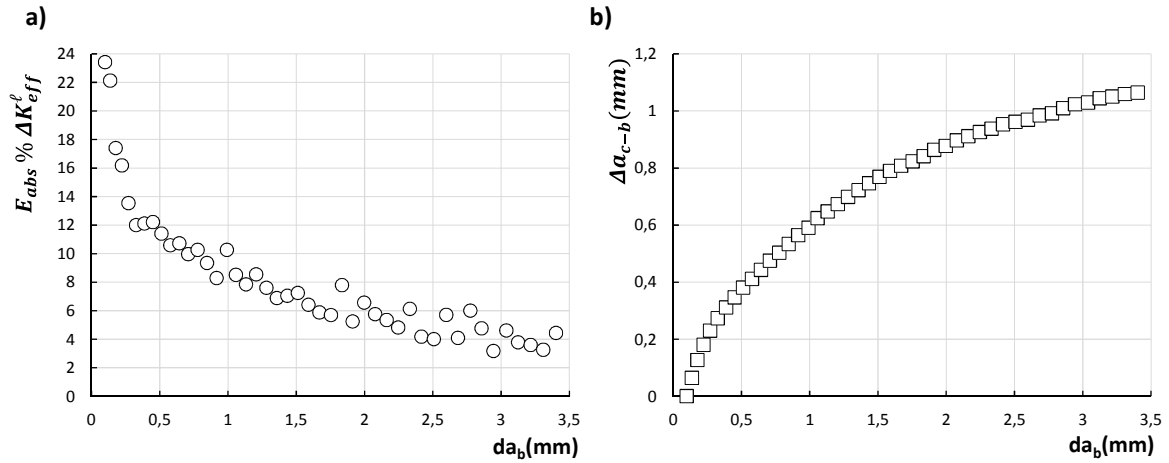 a)
E_abs % ΔK^ℓ_eff
24
22
20
18
16
14
12
10
8
6
4
2
0
0 0,5 1 1,5 2 2,5 3 3,5
da_b(mm)
b)
Δa_c−b(mm)
1,2
1
0,8
0,6
0,4
0,2
0
0 0,5 1 1,5 2 2,5 3 3,5
da_b(mm)